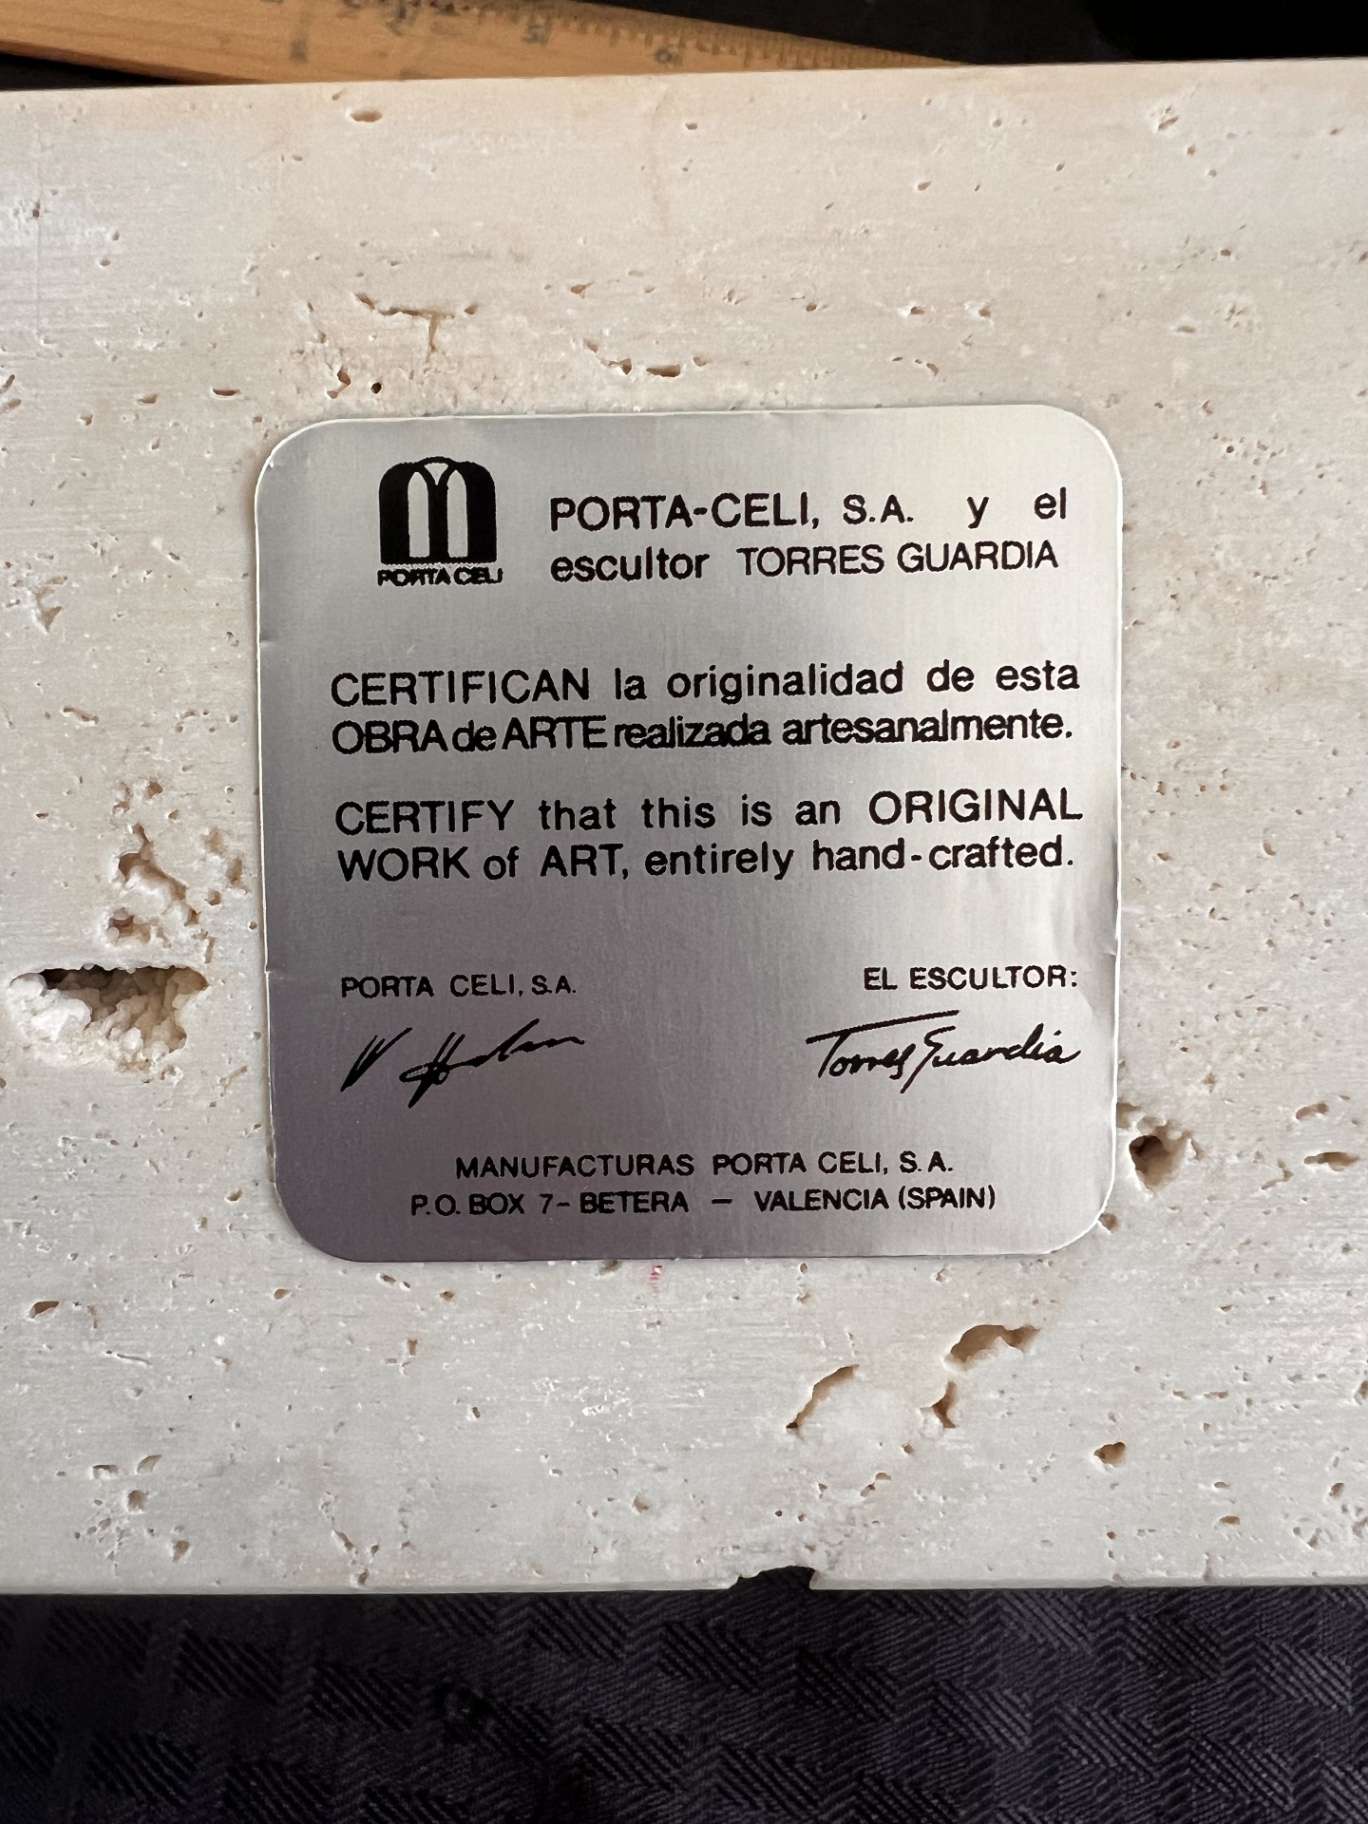 PORTA CELI
PORTA-CELI, S.A. y el
escultor TORRES GUARDIA
CERTIFICAN la originalidad de esta
OBRA de ARTE realizada artesanalmente.
CERTIFY that this is an ORIGINAL
WORK of ART, entirely hand-crafted.
PORTA CELI, S.A.
EL ESCULTOR:
Torres Guardia
MANUFACTURAS PORTA CELI, S.A.
P.O. BOX 7- BETERA — VALENCIA (SPAIN)